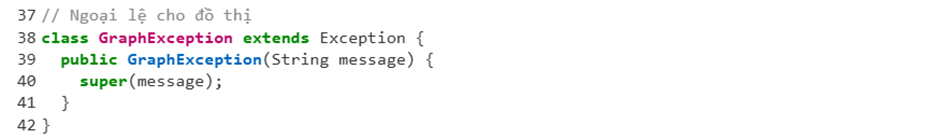 37 // Ngoại lệ cho đồ thị
38 class GraphException extends Exception {
39   public GraphException(String message) {
40     super(message);
41   }
42 }